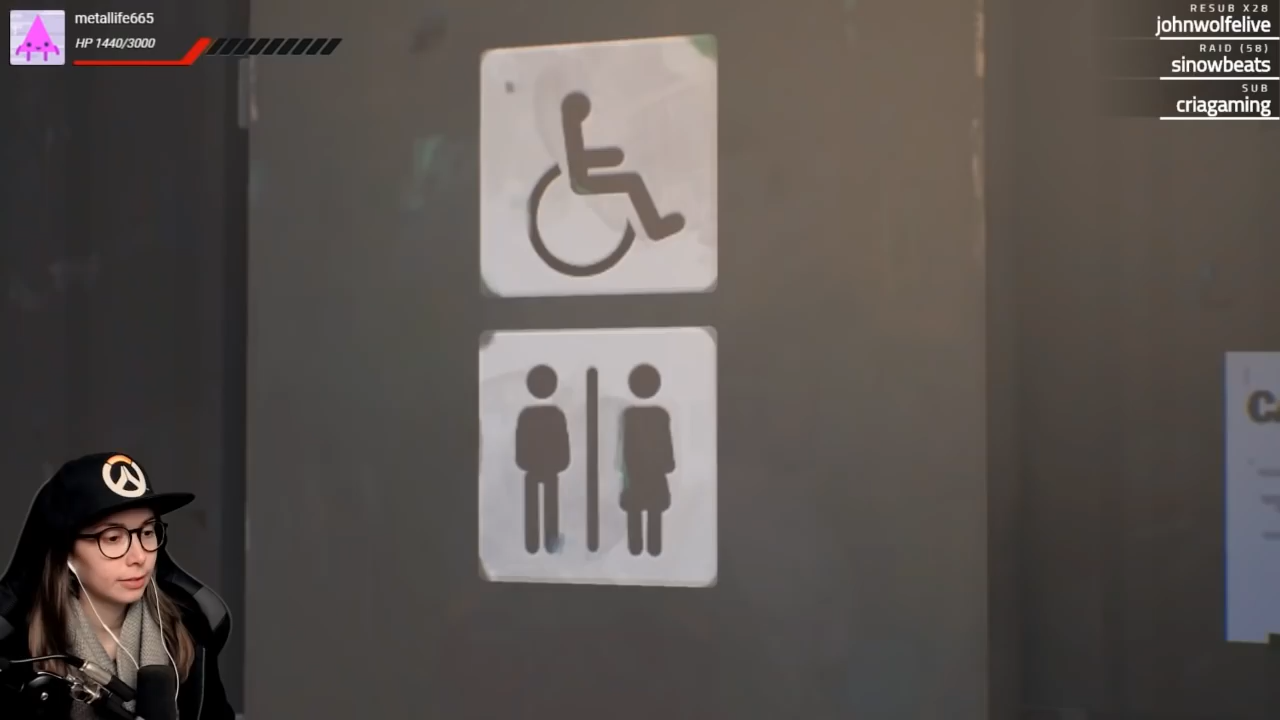 metallife665
HP 1440/3000
RESUB X28
johnwolfelive
RAID (58)
sinowbeats
SUB
criagaming